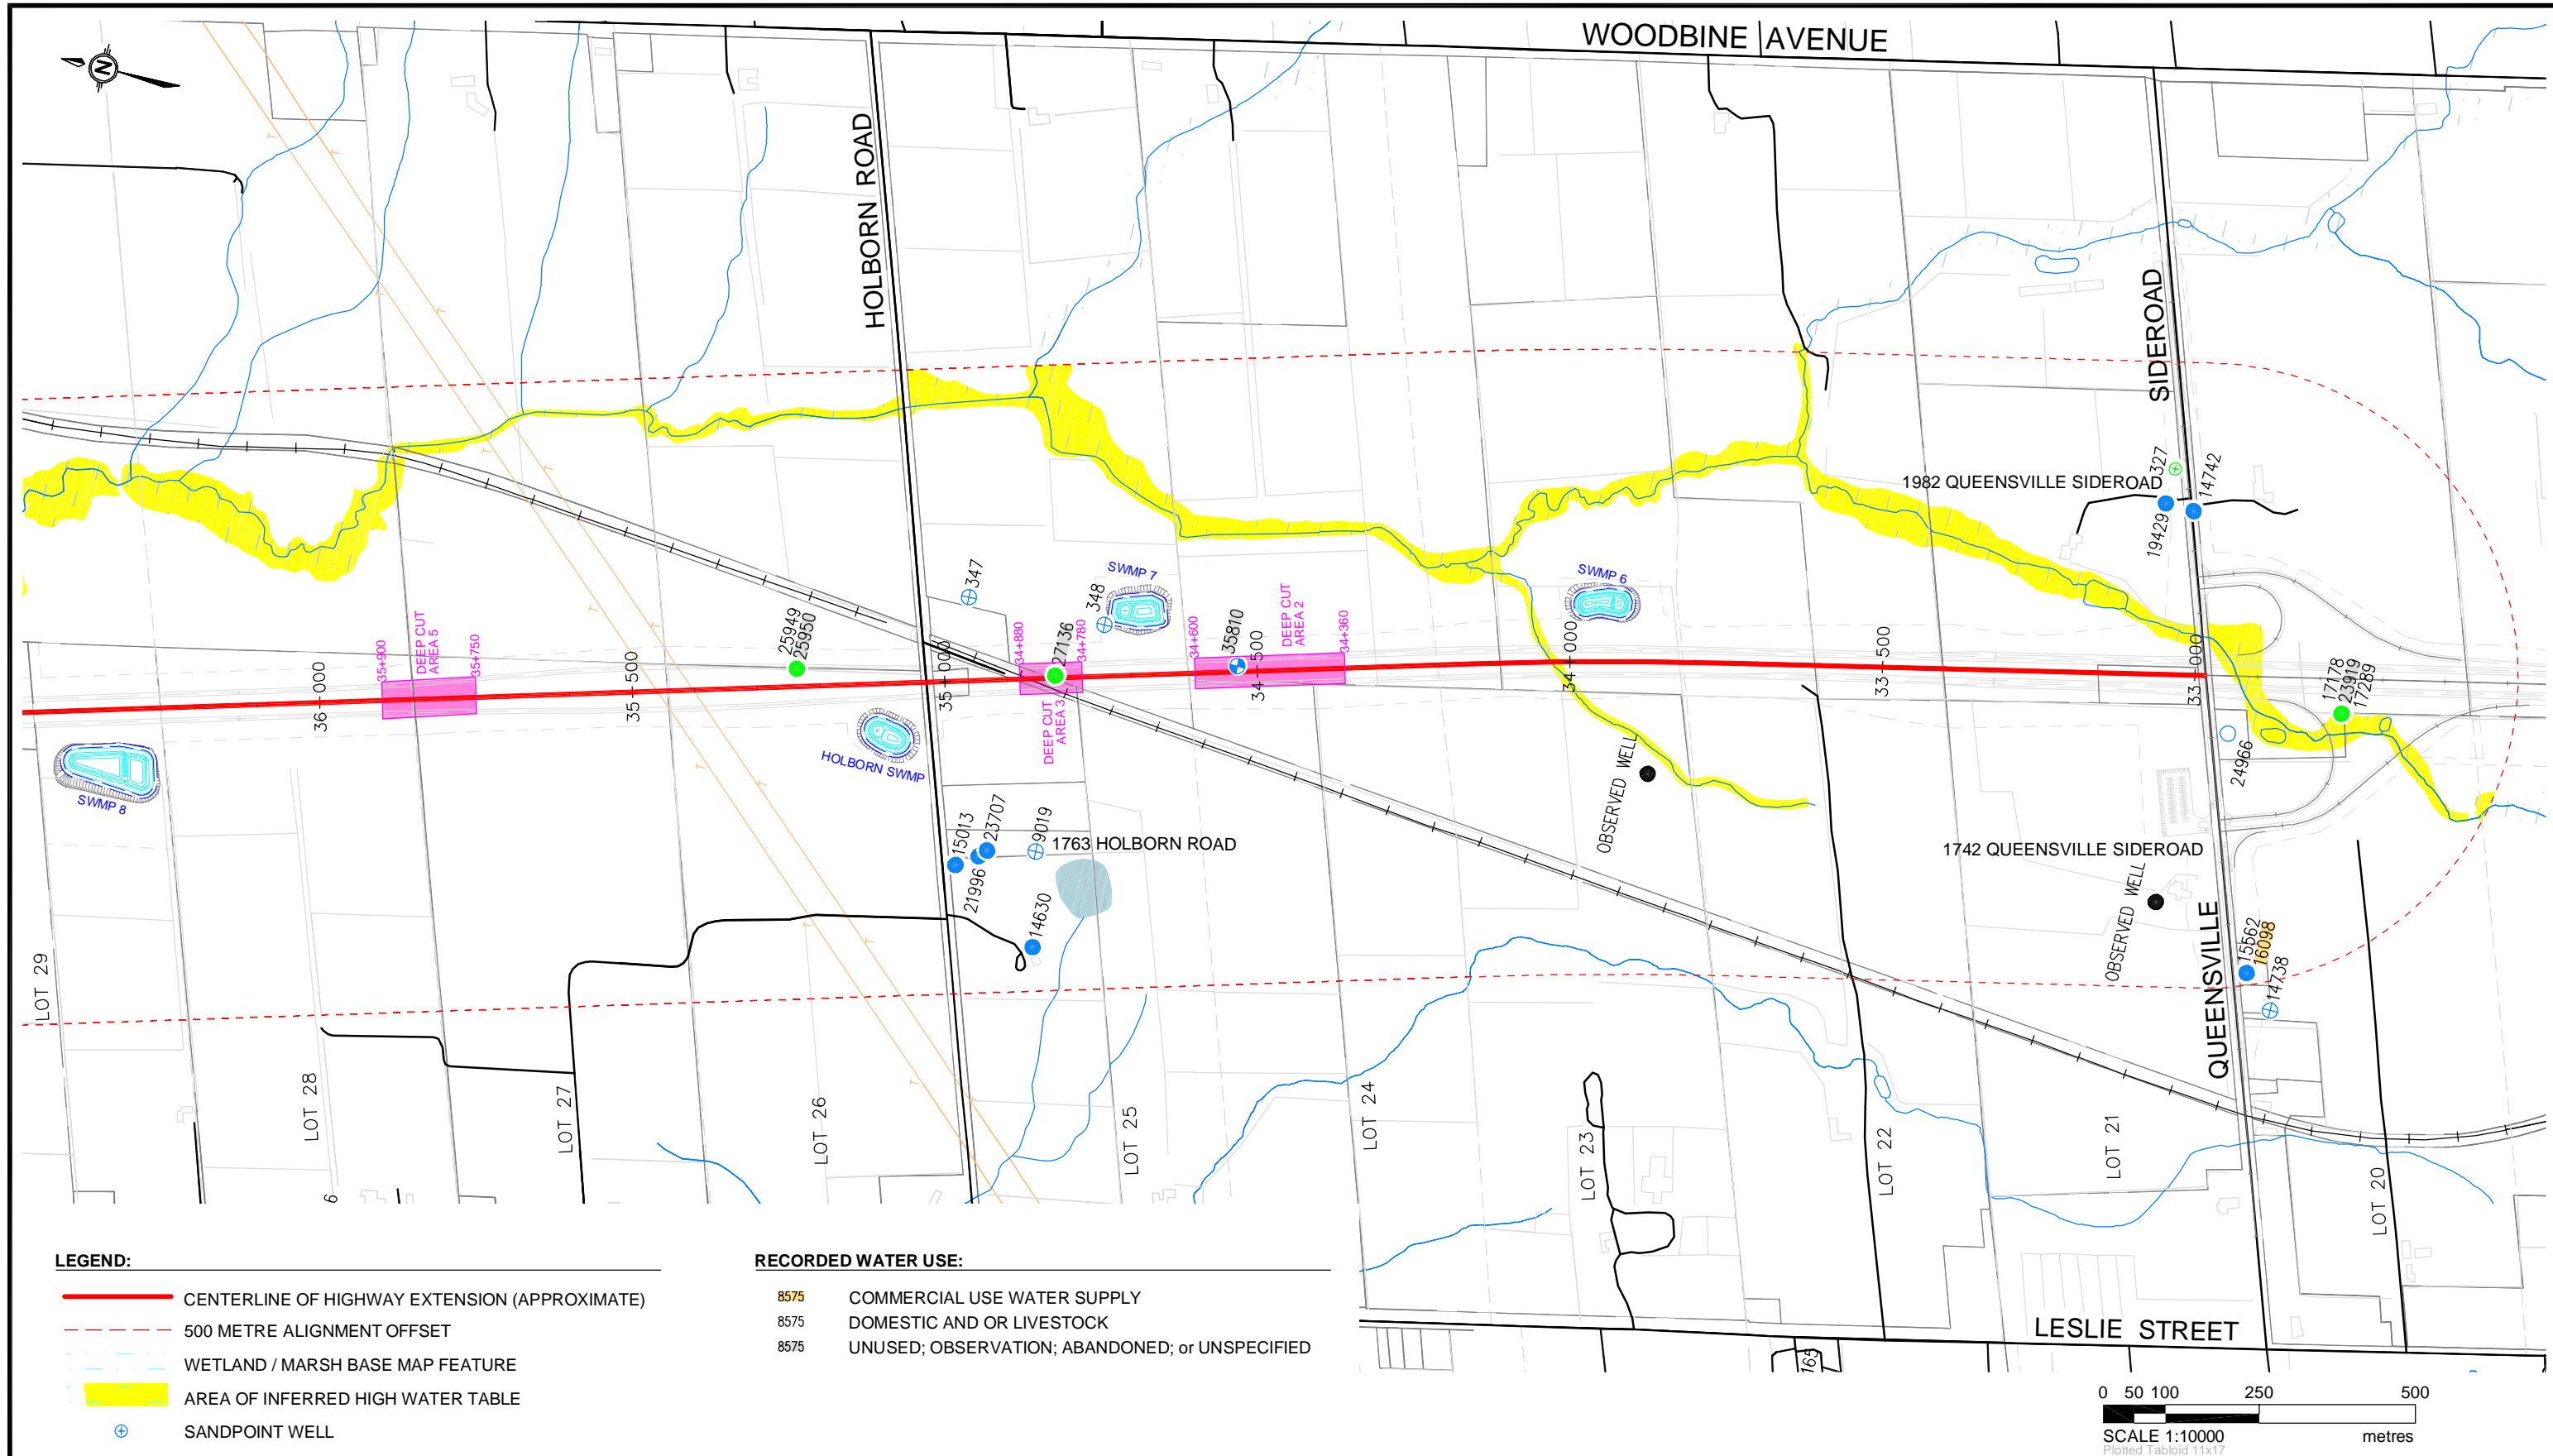 WOODBINE AVENUE
N
HOLBORN ROAD
SIDEROAD
327
14742
1982 QUEENSVILLE SIDEROAD
19429
347
348
SWMP 7
SWMP 6
35+900
DEEP CUT
AREA 5
35+750
25949
25950
34+880
27136
34+780
34+600
35810
DEEP CUT
AREA 2
34+360
36+000
35+500
35+000
34+500
34+000
33+500
33+000
17178
23919
17289
DEEP CUT
AREA 3
HOLBORN SWMP
SWMP 8
OBSERVED WELL
24966
15013
23707
21996
9019
1763 HOLBORN ROAD
14630
1742 QUEENSVILLE SIDEROAD
OBSERVED WELL
15562
16098
14738
QUEENSVILLE
LOT 29
LOT 28
LOT 27
LOT 26
LOT 25
LOT 24
LOT 23
LOT 22
LOT 21
LOT 20
6
165
LESLIE STREET
LEGEND:
CENTERLINE OF HIGHWAY EXTENSION (APPROXIMATE)
500 METRE ALIGNMENT OFFSET
WETLAND / MARSH BASE MAP FEATURE
AREA OF INFERRED HIGH WATER TABLE
SANDPOINT WELL
RECORDED WATER USE:
8575 COMMERCIAL USE WATER SUPPLY
8575 DOMESTIC AND OR LIVESTOCK
8575 UNUSED; OBSERVATION; ABANDONED; or UNSPECIFIED
0 50 100 250 500
SCALE 1:10000 metres
Plotted Tabloid 11x17